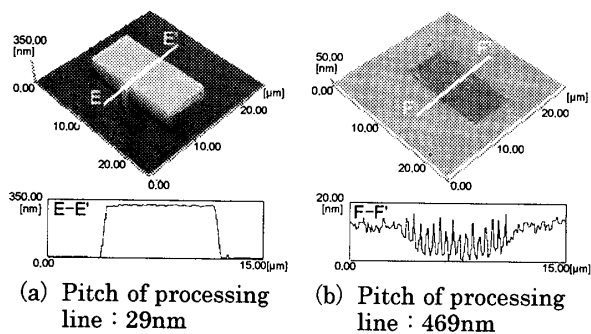 350.00
[nm]
0.00
10.00
20.00
0.00
10.00
20.00
[µm]
E
E'
350.00
[nm]
E-E'
0.00
15.00[µm]
(a) Pitch of processing
line : 29nm
50.00
[nm]
0.00
10.00
20.00
0.00
10.00
20.00
[µm]
F
F'
20.00
[nm]
F-F'
0.00
15.00[µm]
(b) Pitch of processing
line : 469nm